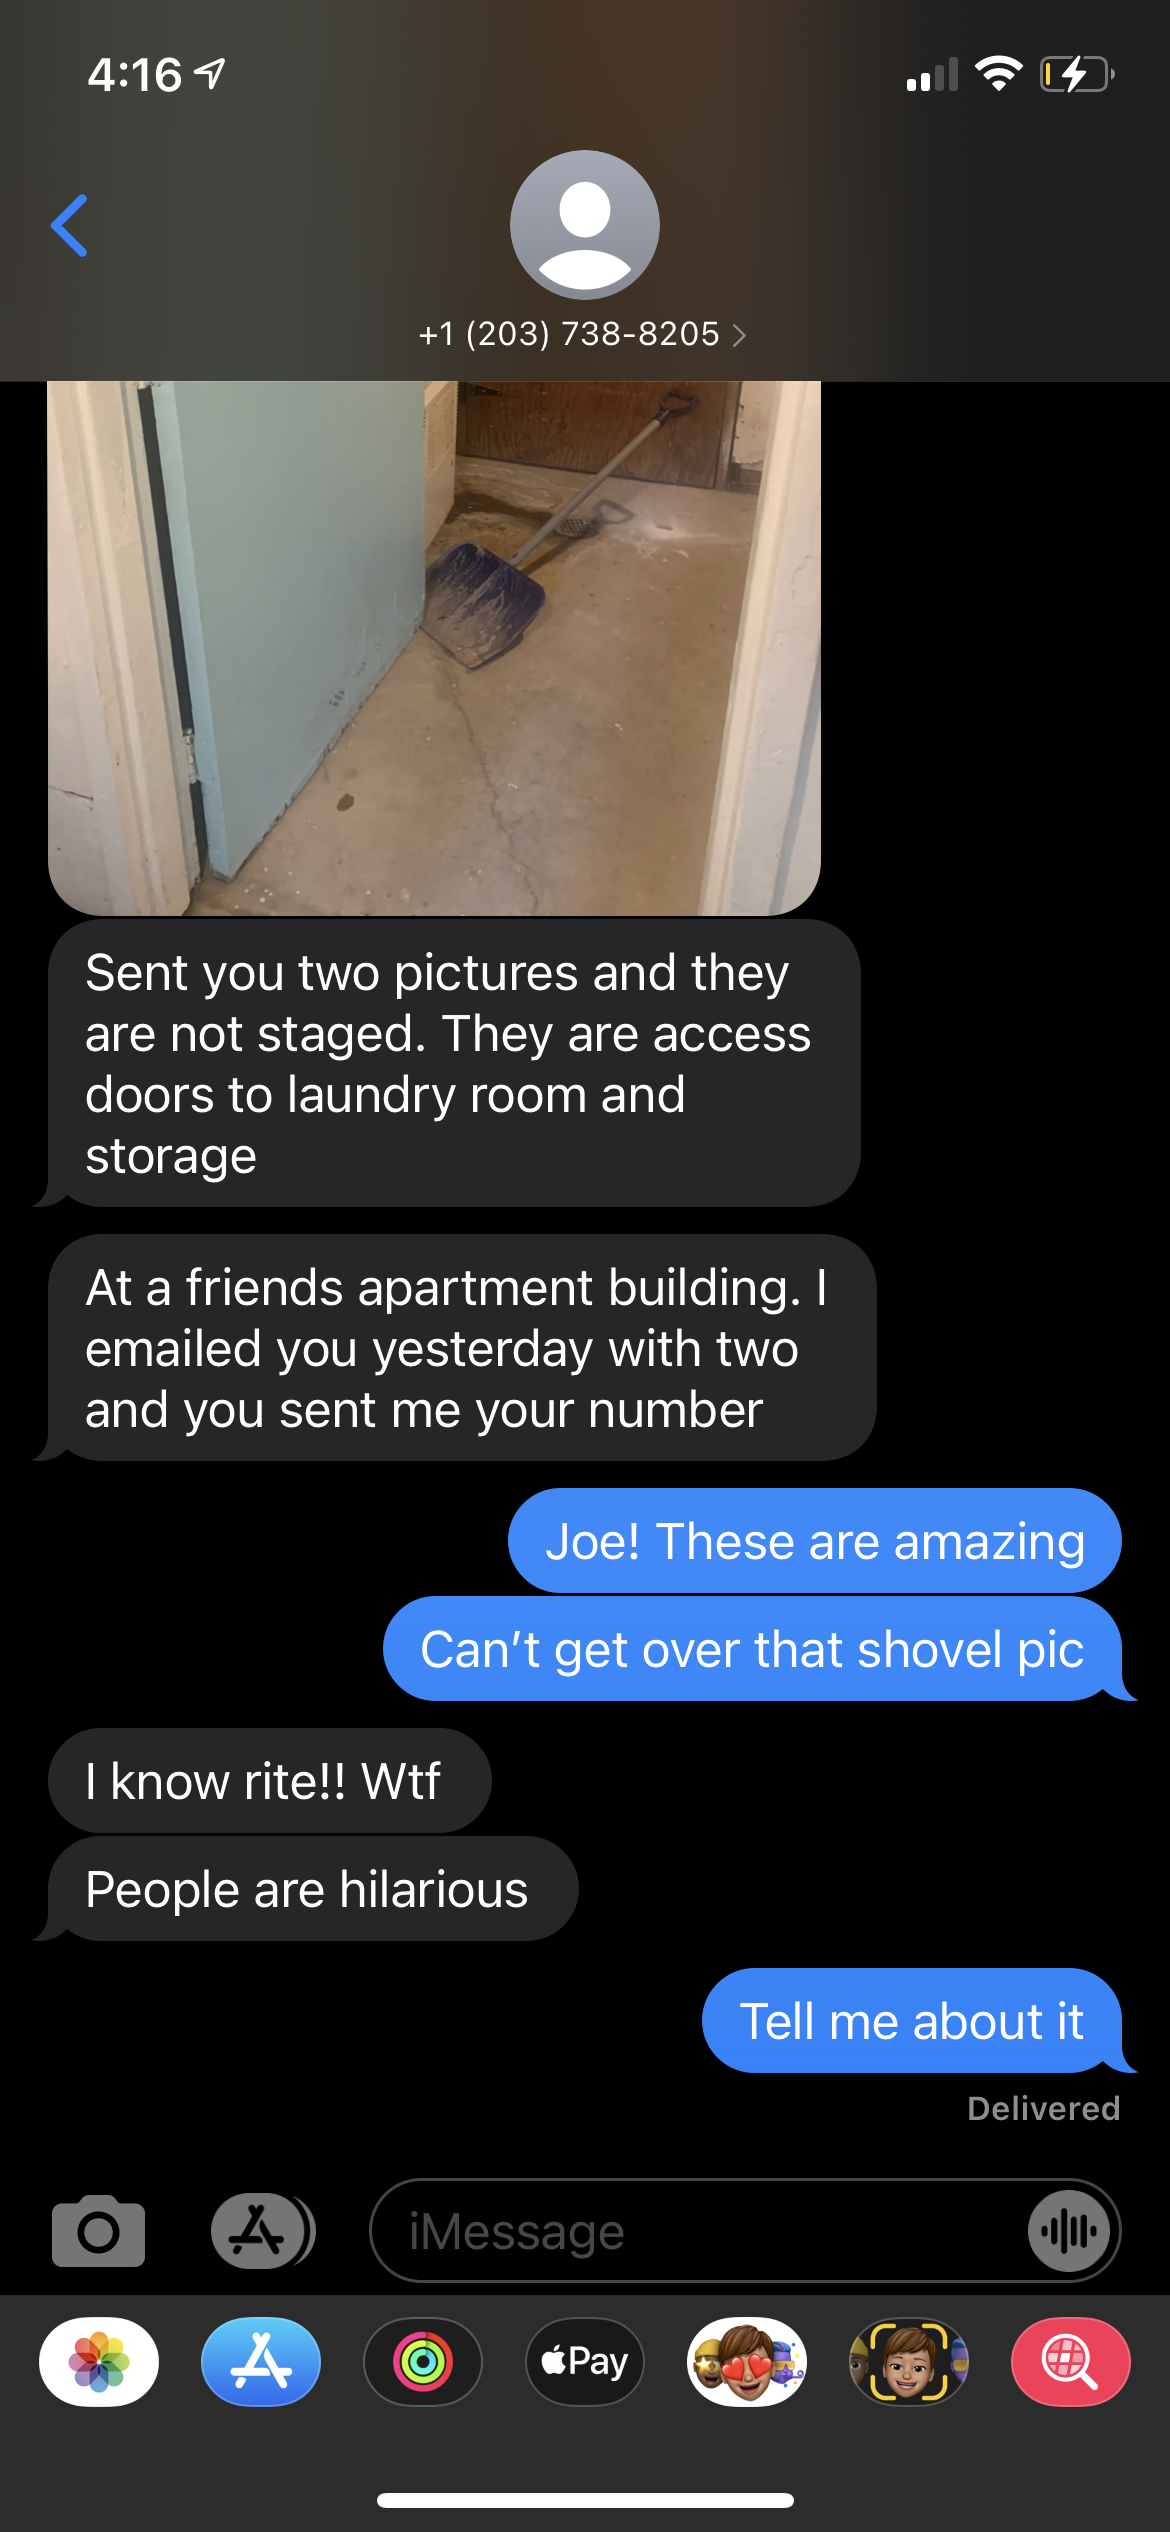 4:16
+1 (203) 738-8205
Sent you two pictures and they
are not staged. They are access
doors to laundry room and
storage
At a friends apartment building. I
emailed you yesterday with two
and you sent me your number
Joe! These are amazing
Can’t get over that shovel pic
I know rite!! Wtf
People are hilarious
Tell me about it
Delivered
iMessage
Pay